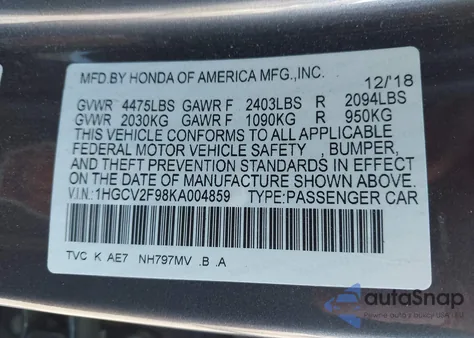 MFD.BY HONDA OF AMERICA MFG.,INC. 12/'18
GVWR 4475LBS GAWR F 2403LBS R 2094LBS
GVWR 2030KG GAWR F 1090KG R 950KG
THIS VEHICLE CONFORMS TO ALL APPLICABLE
FEDERAL MOTOR VEHICLE SAFETY , BUMPER,
AND THEFT PREVENTION STANDARDS IN EFFECT
ON THE DATE OF MANUFACTURE SHOWN ABOVE.
V.I.N.:1HGCV2F98KA004859 TYPE:PASSENGER CAR
TVC K AE7 NH797MV .B .A
autoSnap